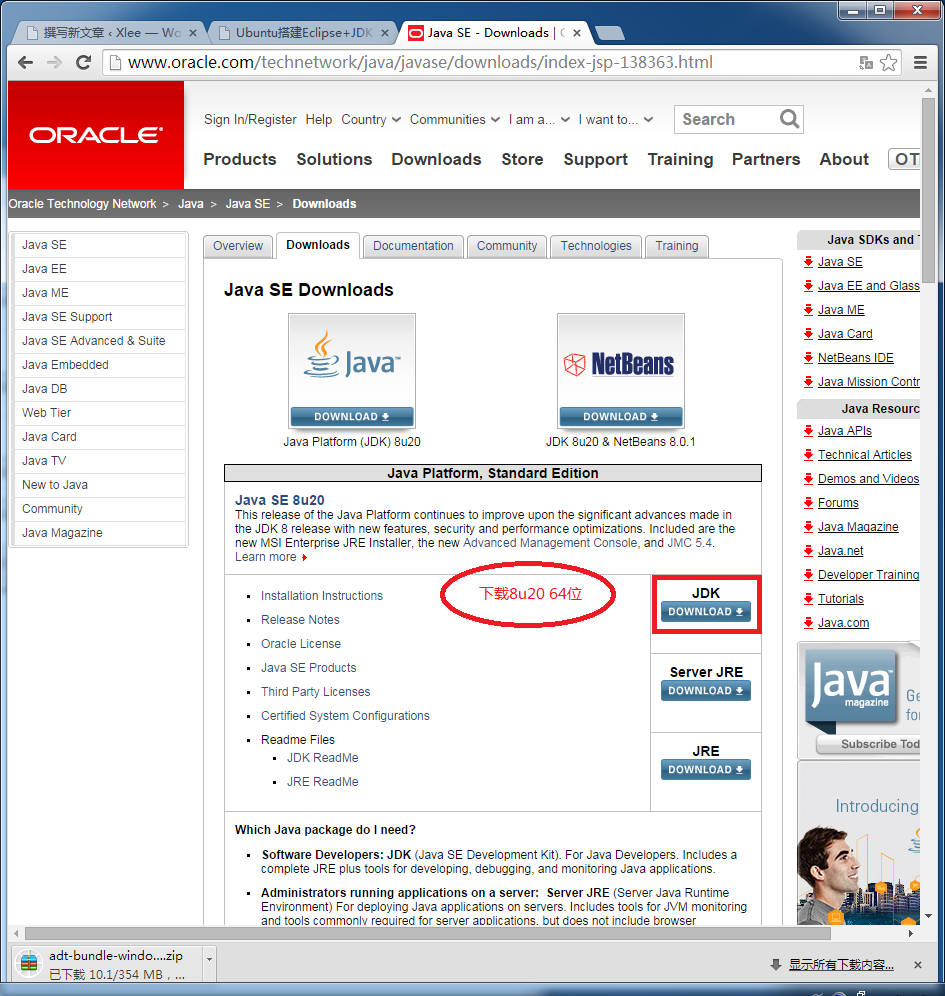 撰写新文章 ‹ Xlee — Wo
Ubuntu搭建Eclipse+JDK
Java SE - Downloads |
www.oracle.com/technetwork/java/javase/downloads/index-jsp-138363.html
ORACLE®
Sign In/Register Help Country Communities I am a... I want to... Search
Products Solutions Downloads Store Support Training Partners About OT
Oracle Technology Network > Java > Java SE > Downloads
Java SE
Java EE
Java ME
Java SE Support
Java SE Advanced & Suite
Java Embedded
Java DB
Web Tier
Java Card
Java TV
New to Java
Community
Java Magazine
Overview Downloads Documentation Community Technologies Training
Java SE Downloads
Java™
DOWNLOAD
Java Platform (JDK) 8u20
NetBeans
DOWNLOAD
JDK 8u20 & NetBeans 8.0.1
Java Platform, Standard Edition
Java SE 8u20
This release of the Java Platform continues to improve upon the significant advances made in
the JDK 8 release with new features, security and performance optimizations. Included are the
new MSI Enterprise JRE Installer, the new Advanced Management Console, and JMC 5.4.
Learn more
Installation Instructions
Release Notes
Oracle License
Java SE Products
Third Party Licenses
Certified System Configurations
Readme Files
JDK ReadMe
JRE ReadMe
下载8u20 64位
JDK
DOWNLOAD
Server JRE
DOWNLOAD
JRE
DOWNLOAD
Which Java package do I need?
Software Developers: JDK (Java SE Development Kit). For Java Developers. Includes a
complete JRE plus tools for developing, debugging, and monitoring Java applications.
Administrators running applications on a server: Server JRE (Server Java Runtime
Environment) For deploying Java applications on servers. Includes tools for JVM monitoring
and tools commonly required for server applications, but does not include browser
Java SDKs and T
Java SE
Java EE and Glass
Java ME
Java Card
NetBeans IDE
Java Mission Contr
Java Resourc
Java APIs
Technical Articles
Demos and Videos
Forums
Java Magazine
Java.net
Developer Training
Tutorials
Java.com
Java™
magazine
Ge
for
Subscribe Tod
Introducing
adt-bundle-windo....zip
已下载 10.1/354 MB，...
显示所有下载内容...